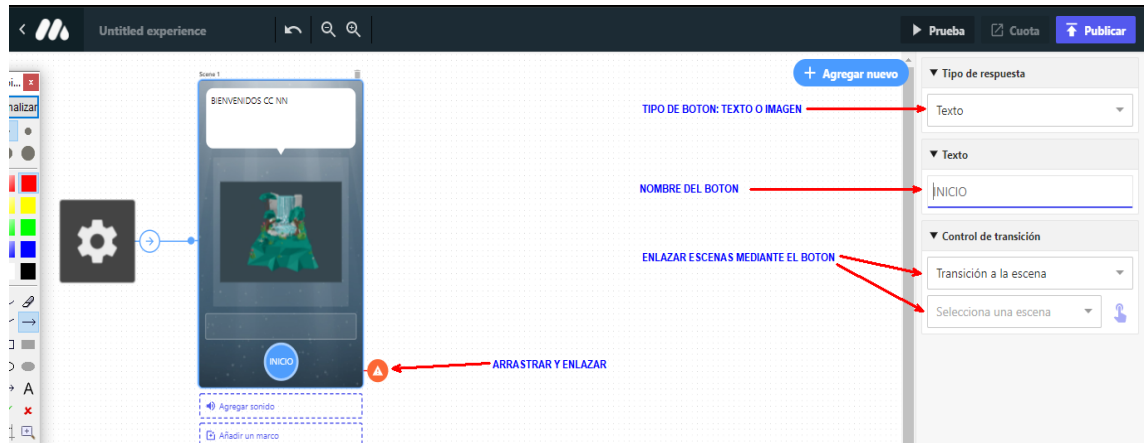 Untitled experience
Prueba
Cuota
Publicar
nalizar
Scene 1
Agregar nuevo
Tipo de respuesta
BIENVENIDOS CC NN
TIPO DE BOTON: TEXTO O IMAGEN
Texto
Texto
NOMBRE DEL BOTON
INICIO
Control de transición
ENLAZAR ESCENAS MEDIANTE EL BOTON
Transición a la escena
Selecciona una escena
INICIO
ARRASTRAR Y ENLAZAR
A
Agregar sonido
Añadir un marco